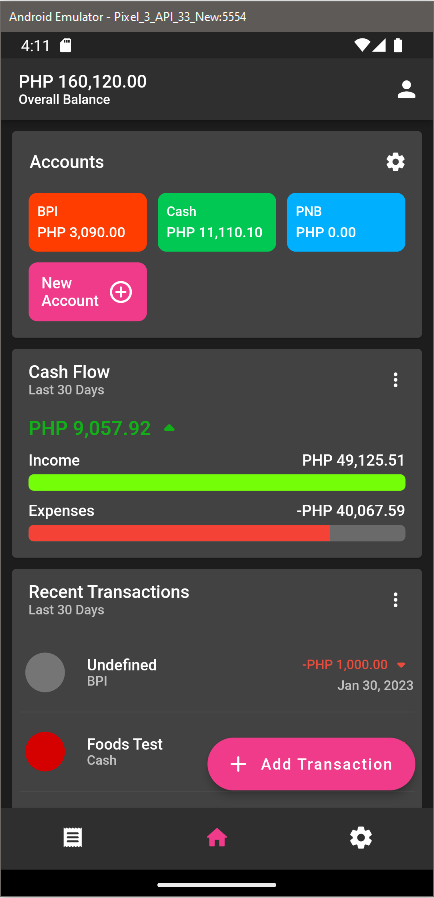 Android Emulator - Pixel_3_API_33_New:5554
4:11
PHP 160,120.00
Overall Balance
Accounts
BPI
PHP 3,090.00
Cash
PHP 11,110.10
PNB
PHP 0.00
New
Account
Cash Flow
Last 30 Days
PHP 9,057.92
Income PHP 49,125.51
Expenses -PHP 40,067.59
Recent Transactions
Last 30 Days
Undefined -PHP 1,000.00
BPI Jan 30, 2023
Foods Test
Cash
Add Transaction